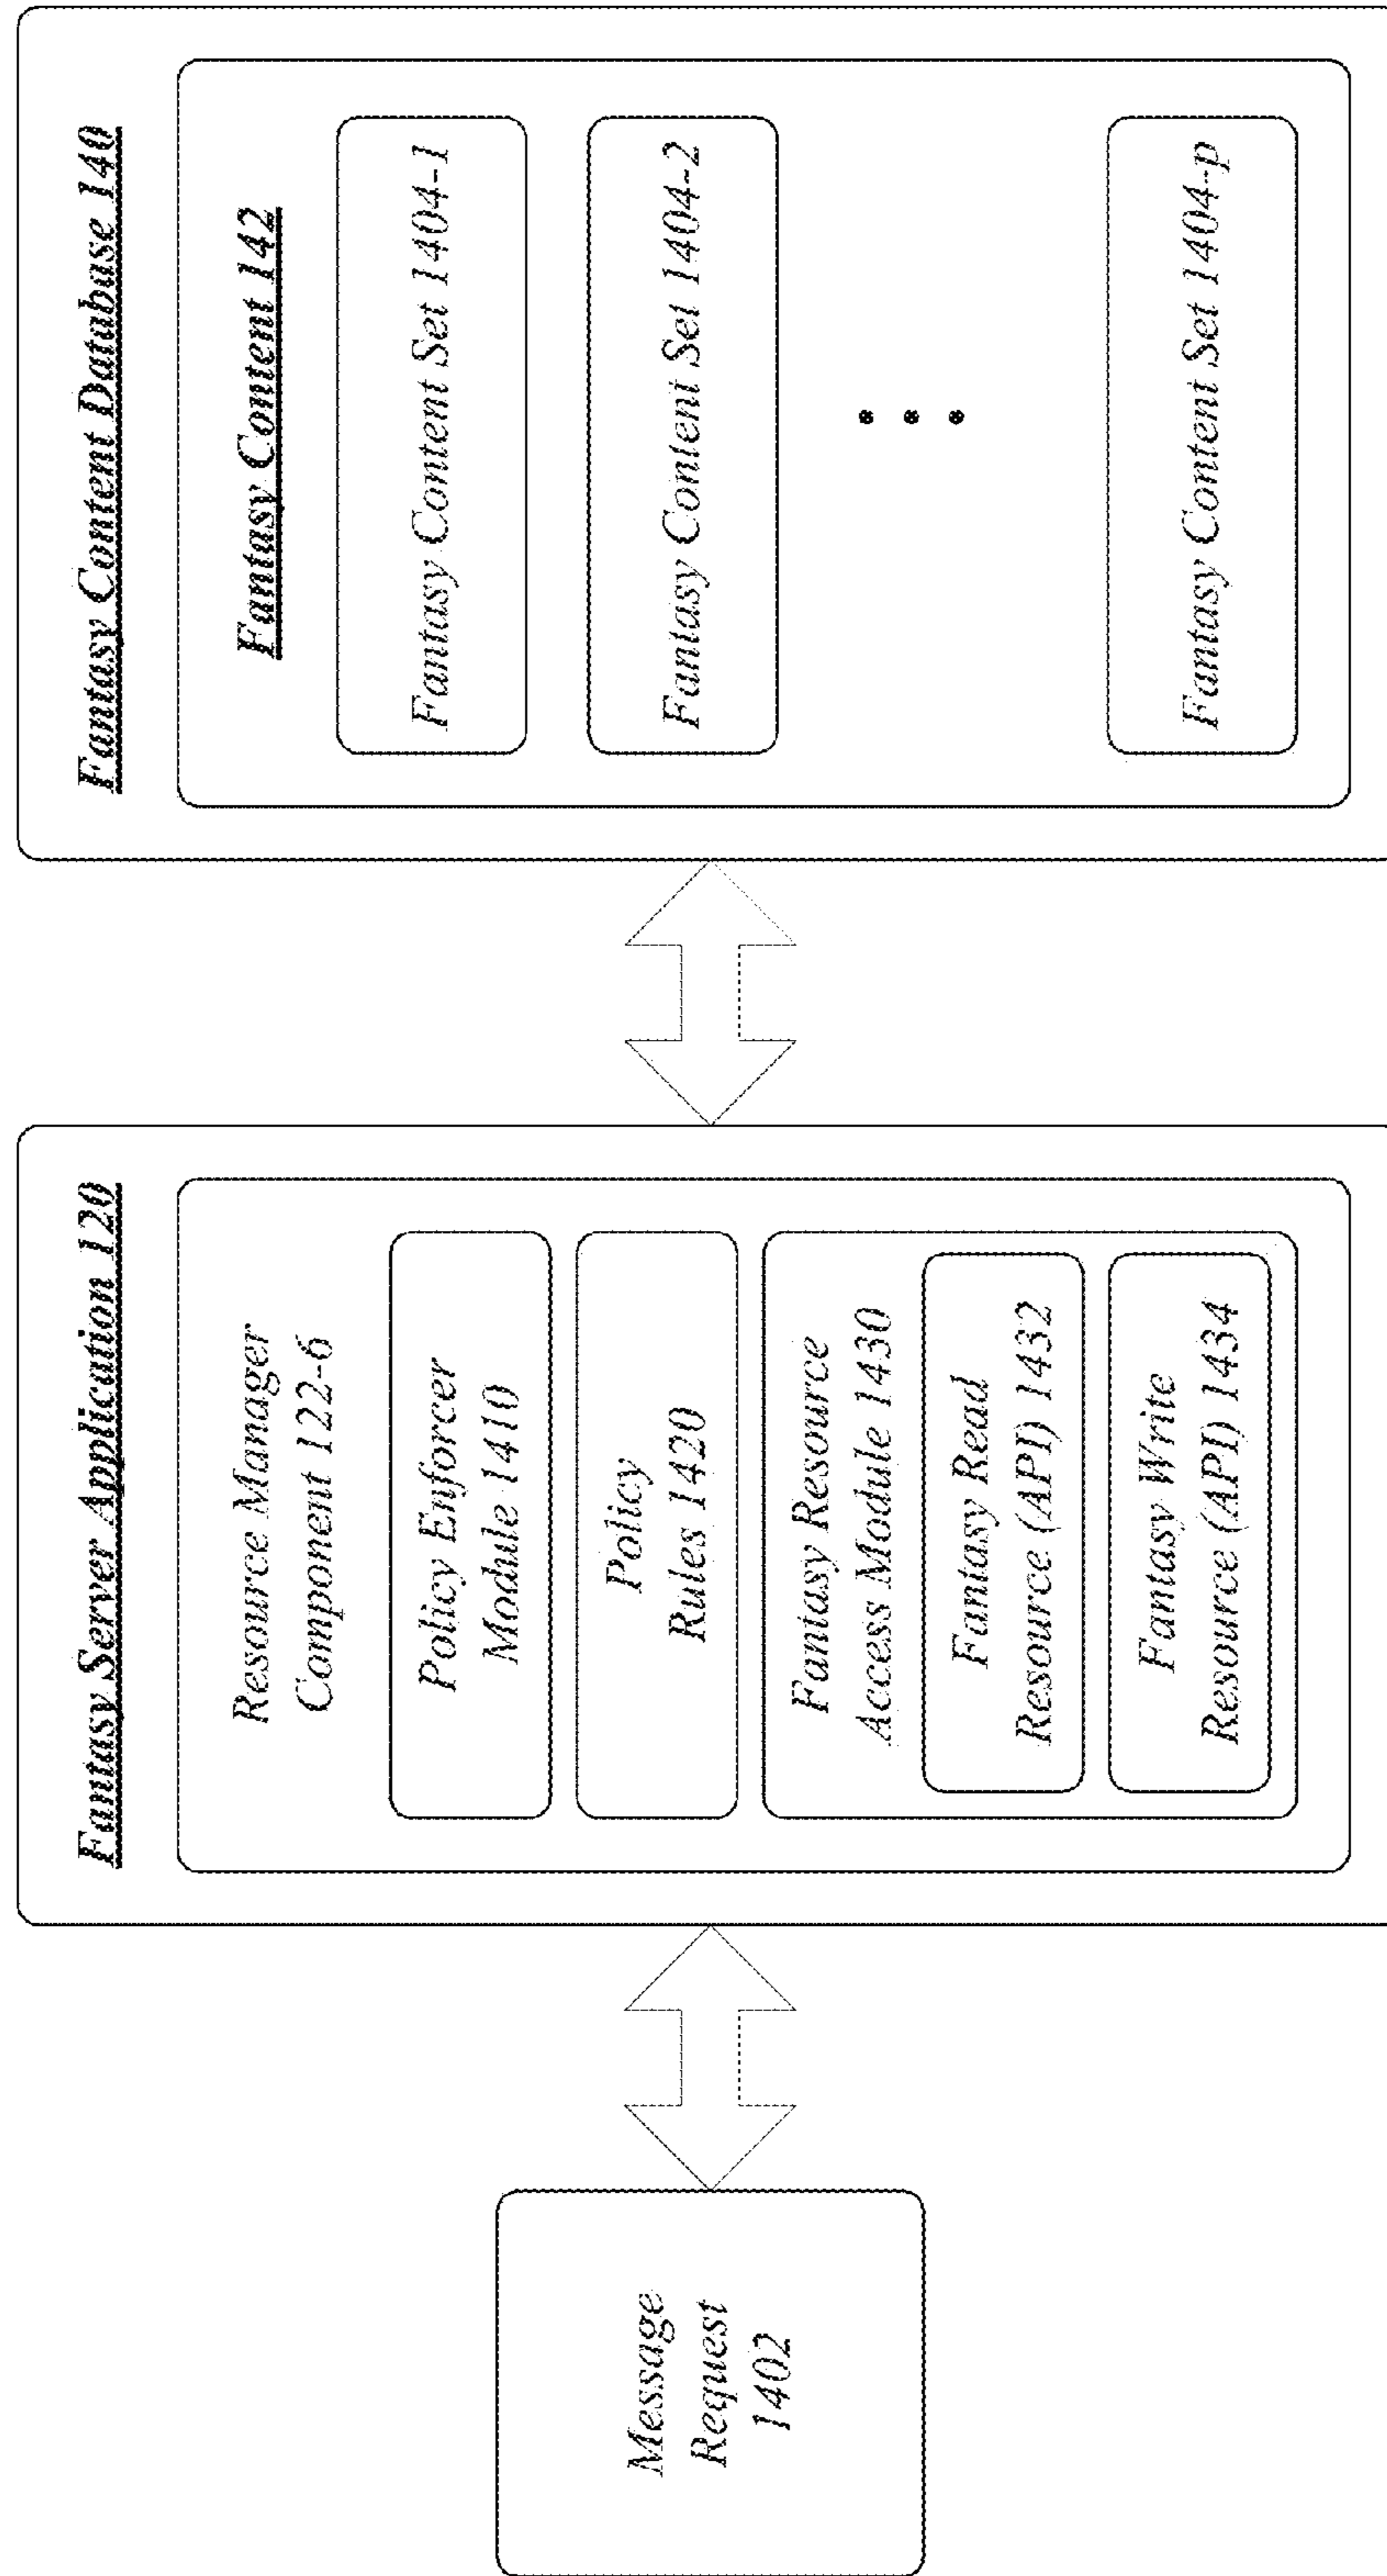 Message
Request
1402
Fantasy Server Application 120
Resource Manager
Component 122-6
Policy Enforcer
Module 1410
Policy
Rules 1420
Fantasy Resource
Access Module 1430
Fantasy Read
Resource (API) 1432
Fantasy Write
Resource (API) 1434
Fantasy Content Database 140
Fantasy Content 142
Fantasy Content Set 1404-1
Fantasy Content Set 1404-2
Fantasy Content Set 1404-p